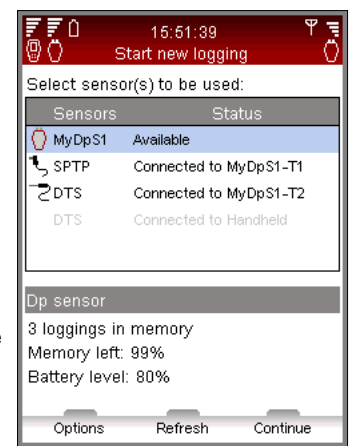 15:51:39
Start new logging
Select sensor(s) to be used:
Sensors Status
MyDpS1 Available
SPTP Connected to MyDpS1-T1
DTS Connected to MyDpS1-T2
DTS Connected to Handheld
Dp sensor
3 loggings in memory
Memory left: 99%
Battery level: 80%
Options Refresh Continue